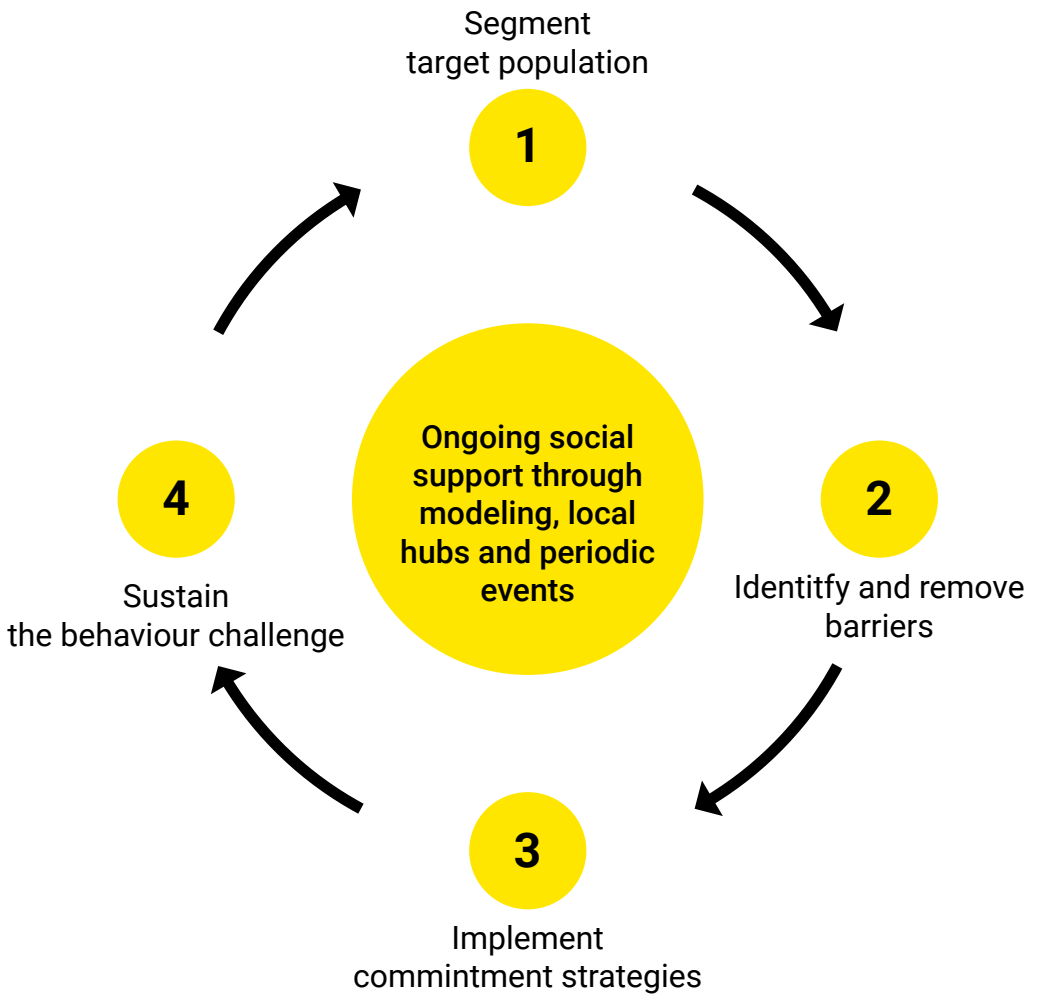 Segment
target population
1
2
Identitfy and remove
barriers
3
Implement
commintment strategies
4
Sustain
the behaviour challenge
Ongoing social
support through
modeling, local
hubs and periodic
events